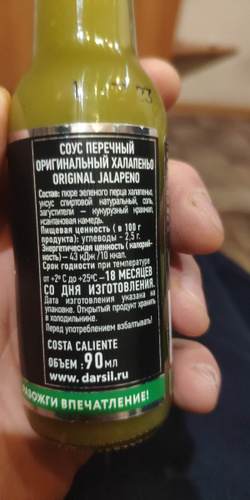 СОУС ПЕРЕЧНЫЙ
ОРИГИНАЛЬНЫЙ ХАЛАПЕНЬО
ORIGINAL JALAPENO
Состав: пюре зеленого перца халапеньо,
уксус спиртовой натуральный, соль,
загустители – кукурузный крахмал,
ксантановая камедь.
Пищевая ценность ( в 100 г
продукта): углеводы - 2,5 г.
Энергетическая ценность ( калорий-
ность) – 43 кДж /10 ккал.
Срок годности при температуре
от +2° С до +25°С –18 МЕСЯЦЕВ
СО ДНЯ ИЗГОТОВЛЕНИЯ.
Дата изготовления указана на
упаковке. Открытый продукт хранить
в холодильнике.
Перед употреблением взбалтывать!
COSTA CALIENTE
ОБЪЕМ : 90 МЛ
www.darsil.ru
РАЗОЖГИ ВПЕЧАТЛЕНИЕ!